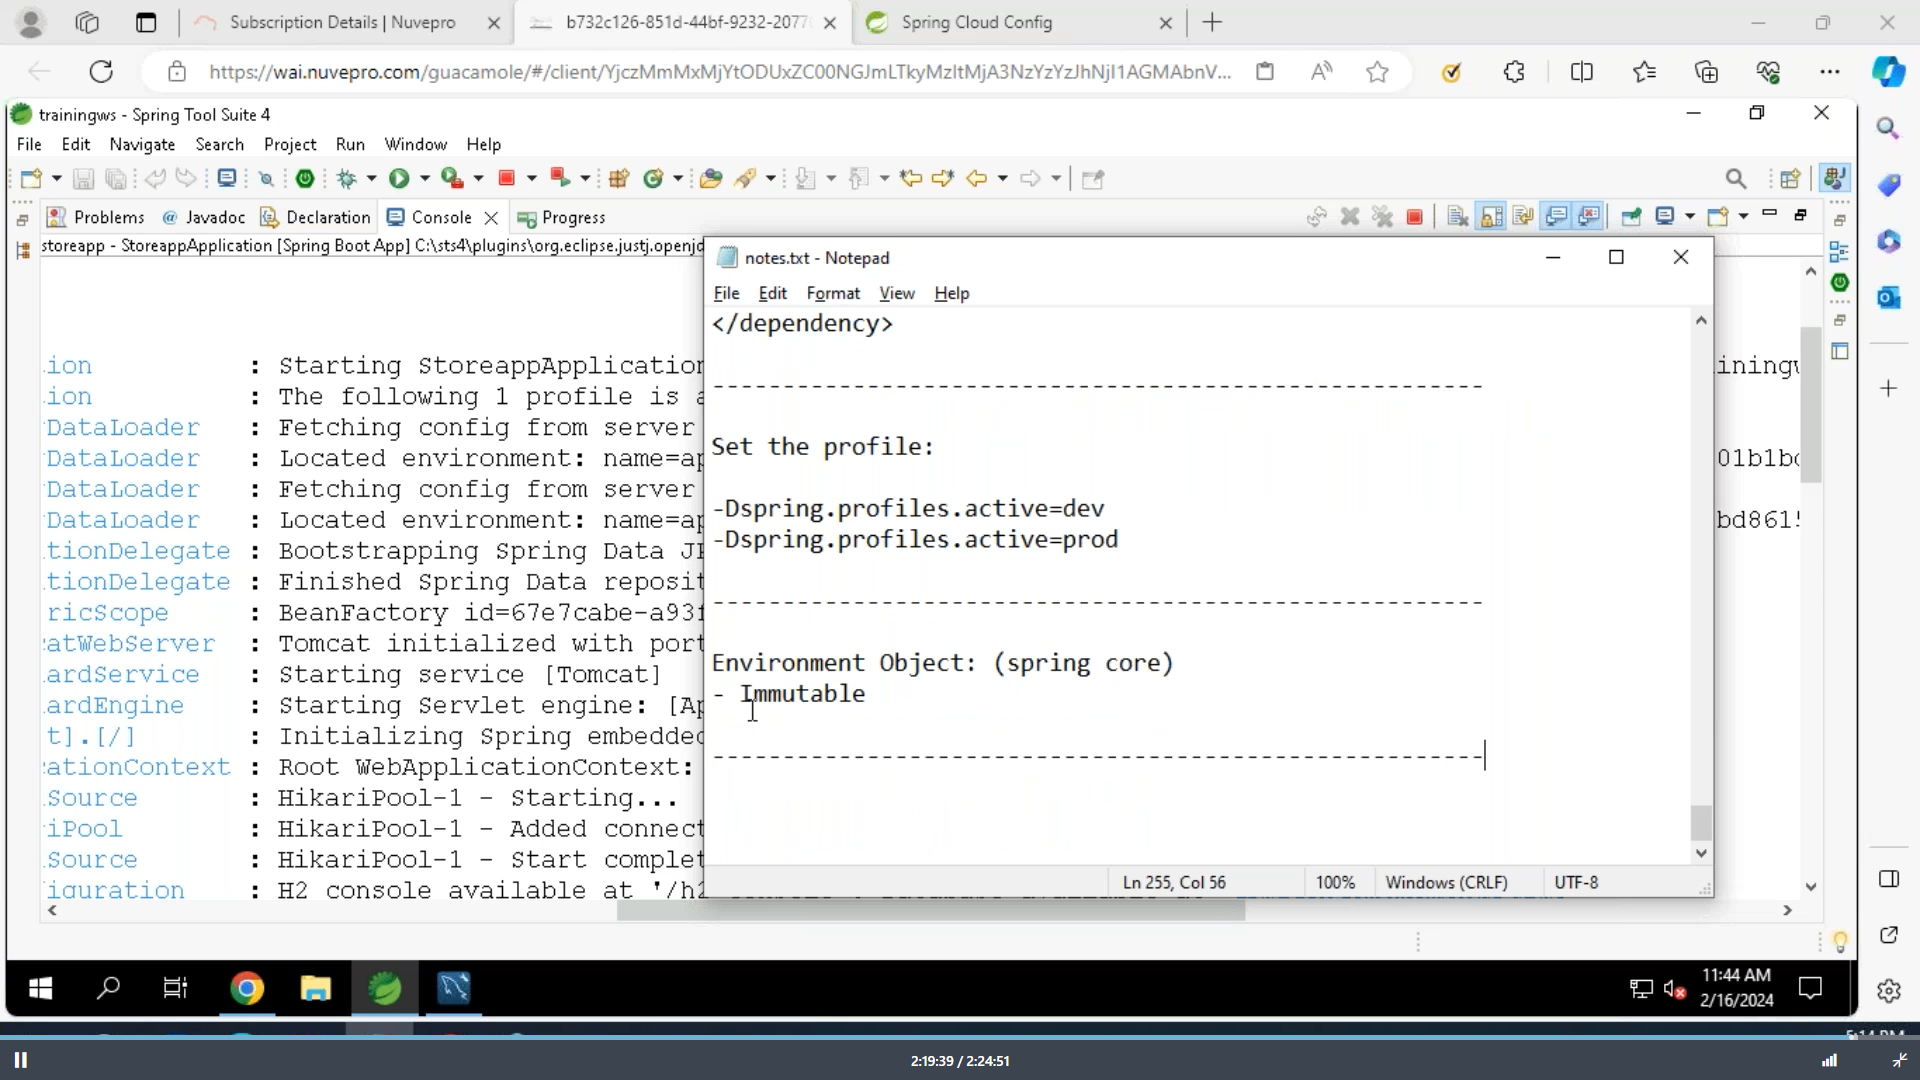 Subscription Details | Nuvepro
b732c126-851d-44bf-9232-2077
Spring Cloud Config
https://wai.nuvepro.com/guacamole/#/client/YjczMmMxMjYtODUxZC00NGJmLTkyMzItMjA3NzYzYzJhNjI1AGMAbnV...
trainingws - Spring Tool Suite 4
File Edit Navigate Search Project Run Window Help
Problems Javadoc Declaration Console Progress
storeapp - StoreappApplication [Spring Boot App] C:\sts4\plugins\org.eclipse.justj.openjd
ion : Starting StoreappApplication
ion : The following 1 profile is a
DataLoader : Fetching config from server
DataLoader : Located environment: name=ap
DataLoader : Fetching config from server
DataLoader : Located environment: name=ap
tionDelegate : Bootstrapping Spring Data JP
tionDelegate : Finished Spring Data reposit
ricScope : BeanFactory id=67e7cabe-a93f
atWebServer : Tomcat initialized with port
ardService : Starting service [Tomcat]
ardEngine : Starting Servlet engine: [Ap
t].[/] : Initializing Spring embedded
ationContext : Root WebApplicationContext:
Source : HikariPool-1 - Starting...
iPool : HikariPool-1 - Added connect
Source : HikariPool-1 - Start complet
iguration : H2 console available at '/h2
iningw
01b1bc
bd861
notes.txt - Notepad
File Edit Format View Help
</dependency>
-------------------------------------------------------
Set the profile:
-Dspring.profiles.active=dev
-Dspring.profiles.active=prod
-------------------------------------------------------
Environment Object: (spring core)
- Immutable
-------------------------------------------------------
Ln 255, Col 56 100% Windows (CRLF) UTF-8
11:44 AM
2/16/2024
2:19:39 / 2:24:51